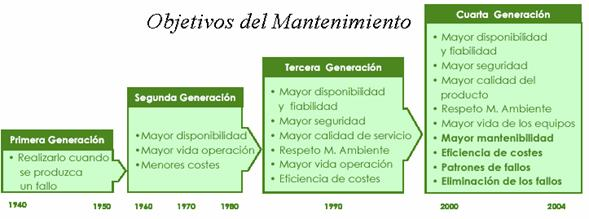 Objetivos del Mantenimiento
Primera Generación
• Realizarlo cuando
se produzca
un fallo
Segunda Generación
• Mayor disponibilidad
• Mayor vida operación
• Menores costes
Tercera Generación
• Mayor disponibilidad
y fiabilidad
• Mayor seguridad
• Mayor calidad de servicio
• Respeto M. Ambiente
• Mayor vida operación
• Eficiencia de costes
Cuarta Generación
• Mayor disponibilidad
y fiabilidad
• Mayor seguridad
• Mayor calidad del
producto
• Respeto M. Ambiente
• Mayor vida de los equipos
• Mayor mantenibilidad
• Eficiencia de costes
• Patrones de fallos
• Eliminación de los fallos
1940 1950 1960 1970 1980 1990 2000 2004